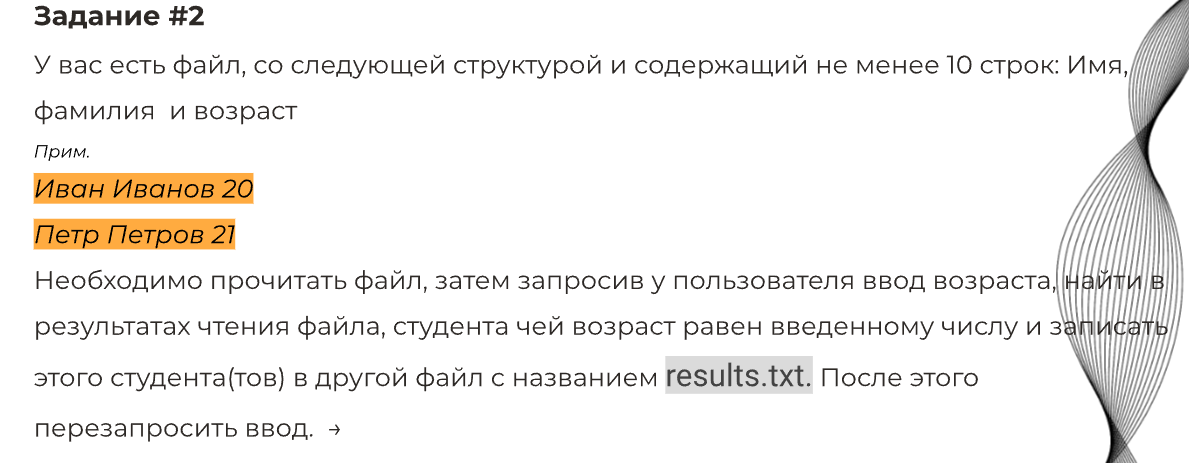 Задание #2
У вас есть файл, со следующей структурой и содержащий не менее 10 строк: Имя,
фамилия  и возраст
Прим.
Иван Иванов 20
Петр Петров 21
Необходимо прочитать файл, затем запросив у пользователя ввод возраста, найти в
результатах чтения файла, студента чей возраст равен введенному числу и записать
этого студента(тов) в другой файл с названием results.txt. После этого
перезапросить ввод.  →